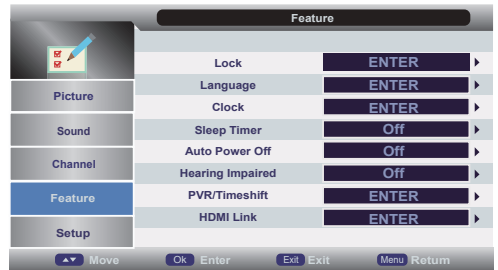 Feature
Lock ENTER
Language ENTER
Clock ENTER
Sleep Timer Off
Auto Power Off Off
Hearing Impaired Off
PVR/Timeshift ENTER
HDMI Link ENTER
Picture
Sound
Channel
Feature
Setup
Move Ok Enter Exit Exit Menu Return